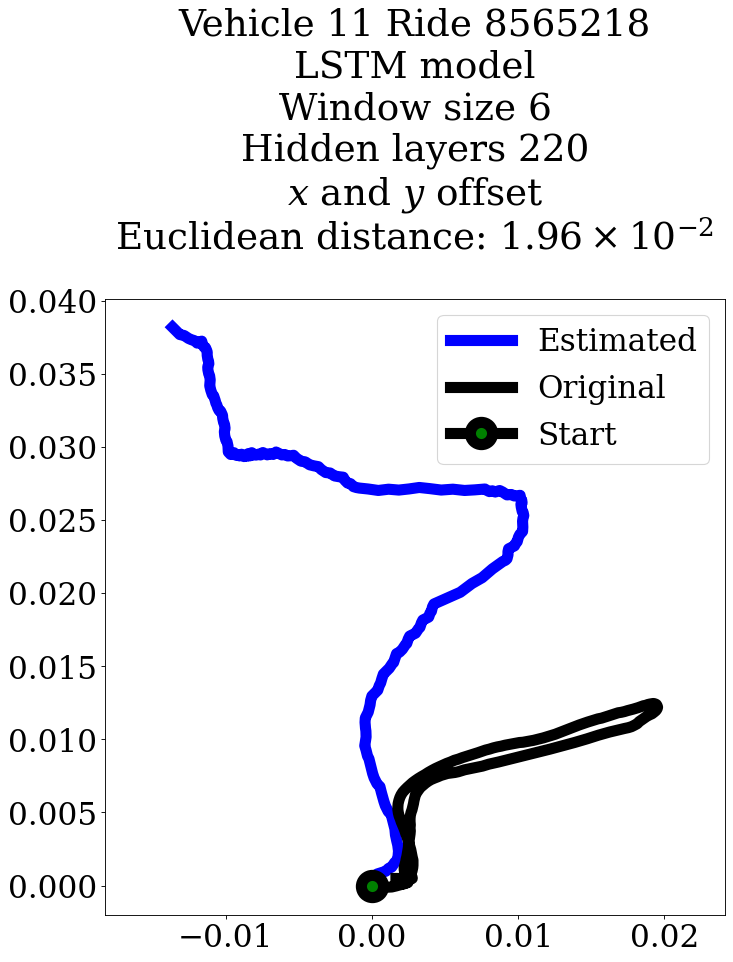 Vehicle 11 Ride 8565218
LSTM model
Window size 6
Hidden layers 220
x and y offset
Euclidean distance: 1.96 × 10⁻²
0.040
0.035
0.030
0.025
0.020
0.015
0.010
0.005
0.000
Estimated
Original
Start
−0.01 0.00 0.01 0.02